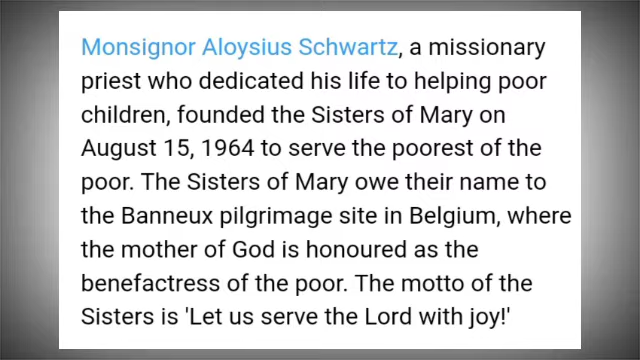 Monsignor Aloysius Schwartz, a missionary
priest who dedicated his life to helping poor
children, founded the Sisters of Mary on
August 15, 1964 to serve the poorest of the
poor. The Sisters of Mary owe their name to
the Banneux pilgrimage site in Belgium, where
the mother of God is honoured as the
benefactress of the poor. The motto of the
Sisters is 'Let us serve the Lord with joy!'